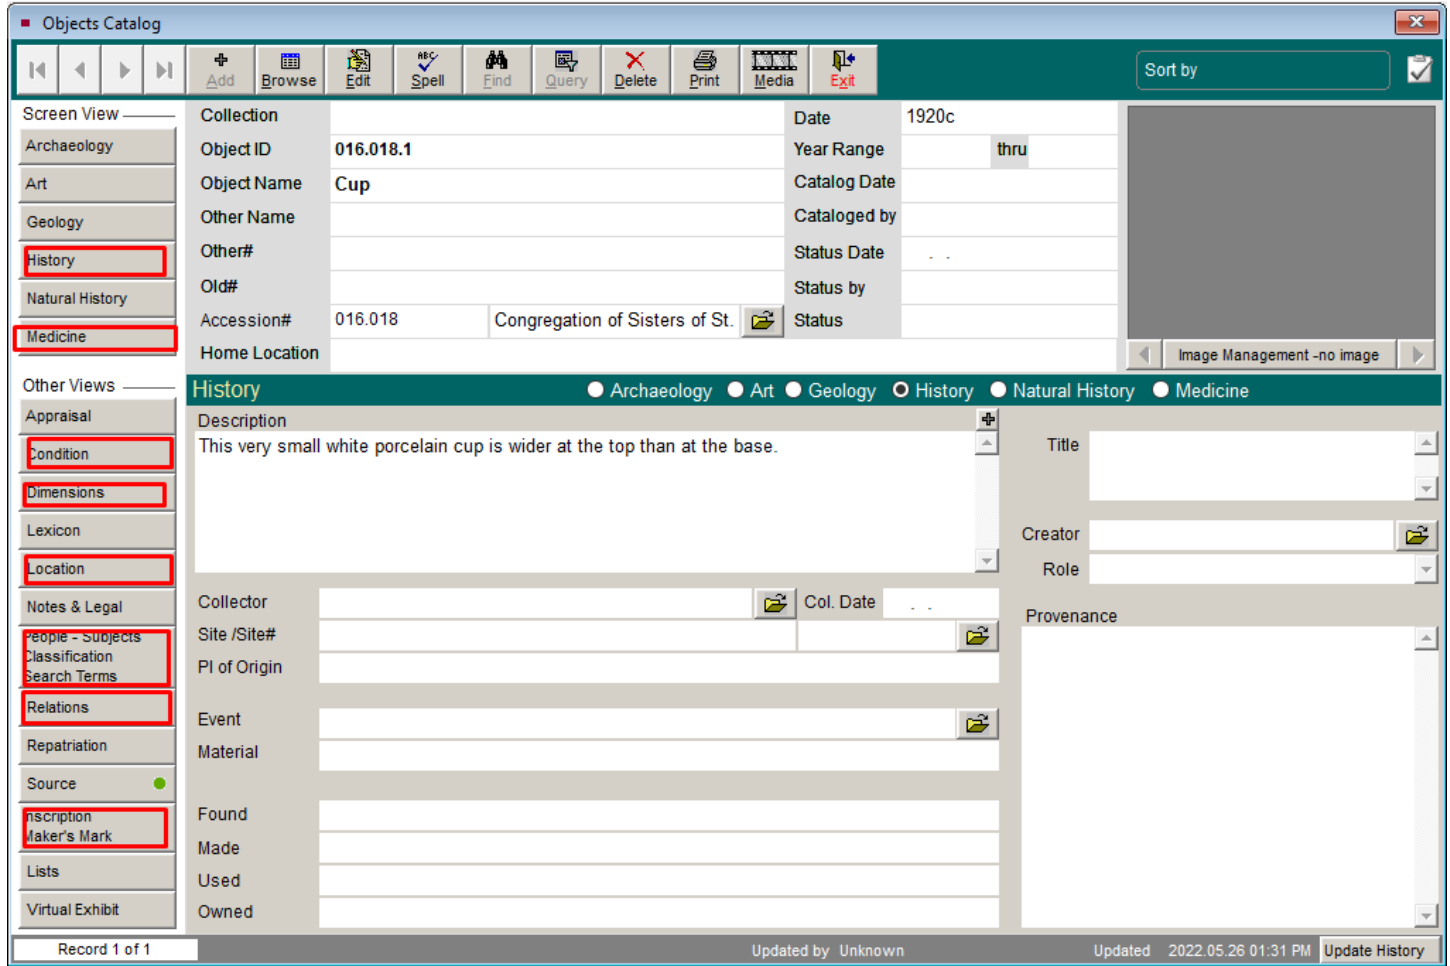 Objects Catalog
Add
Browse
Edit
ABC
Spell
Find
Query
Delete
Print
Media
Exit
Sort by
Screen View
Archaeology
Art
Geology
History
Natural History
Medicine
Other Views
Appraisal
Condition
Dimensions
Lexicon
Location
Notes & Legal
People - Subjects
Classification
Search Terms
Relations
Repatriation
Source
Inscription
Maker's Mark
Lists
Virtual Exhibit
Collection
Object ID 016.018.1
Object Name Cup
Other Name
Other#
Old#
Accession# 016.018 Congregation of Sisters of St.
Home Location
Date 1920c
Year Range thru
Catalog Date
Cataloged by
Status Date . .
Status by
Status
Image Management -no image
History Archaeology Art Geology History Natural History Medicine
Description
This very small white porcelain cup is wider at the top than at the base.
Collector Col. Date . .
Site /Site#
Pl of Origin
Event
Material
Found
Made
Used
Owned
Title
Creator
Role
Provenance
Record 1 of 1 Updated by Unknown Updated 2022.05.26 01:31 PM Update History